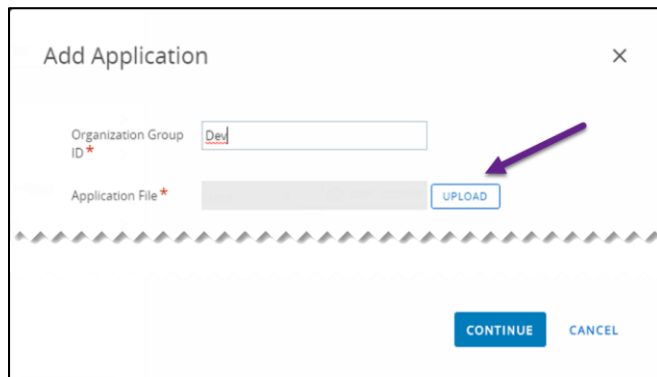 Add Application
Organization Group Dev
ID*
Application File* UPLOAD
CONTINUE CANCEL